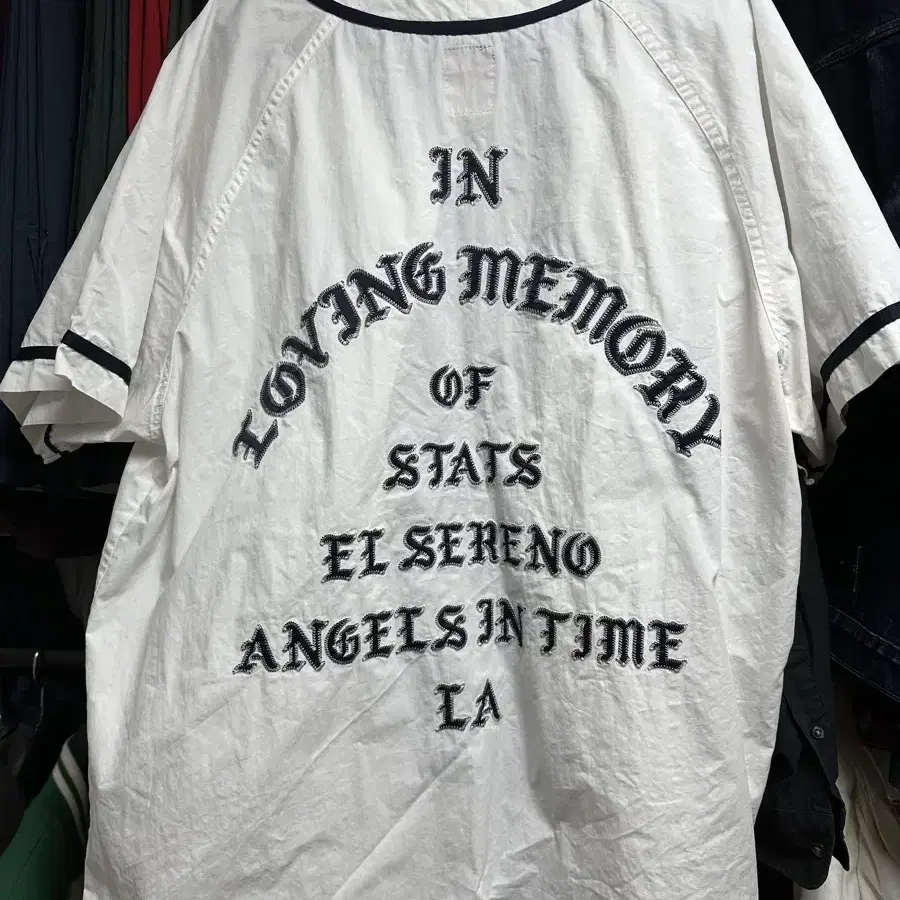 IN
LOVING MEMORY
OF
STATS
EL SERENO
ANGELS IN TIME
LA